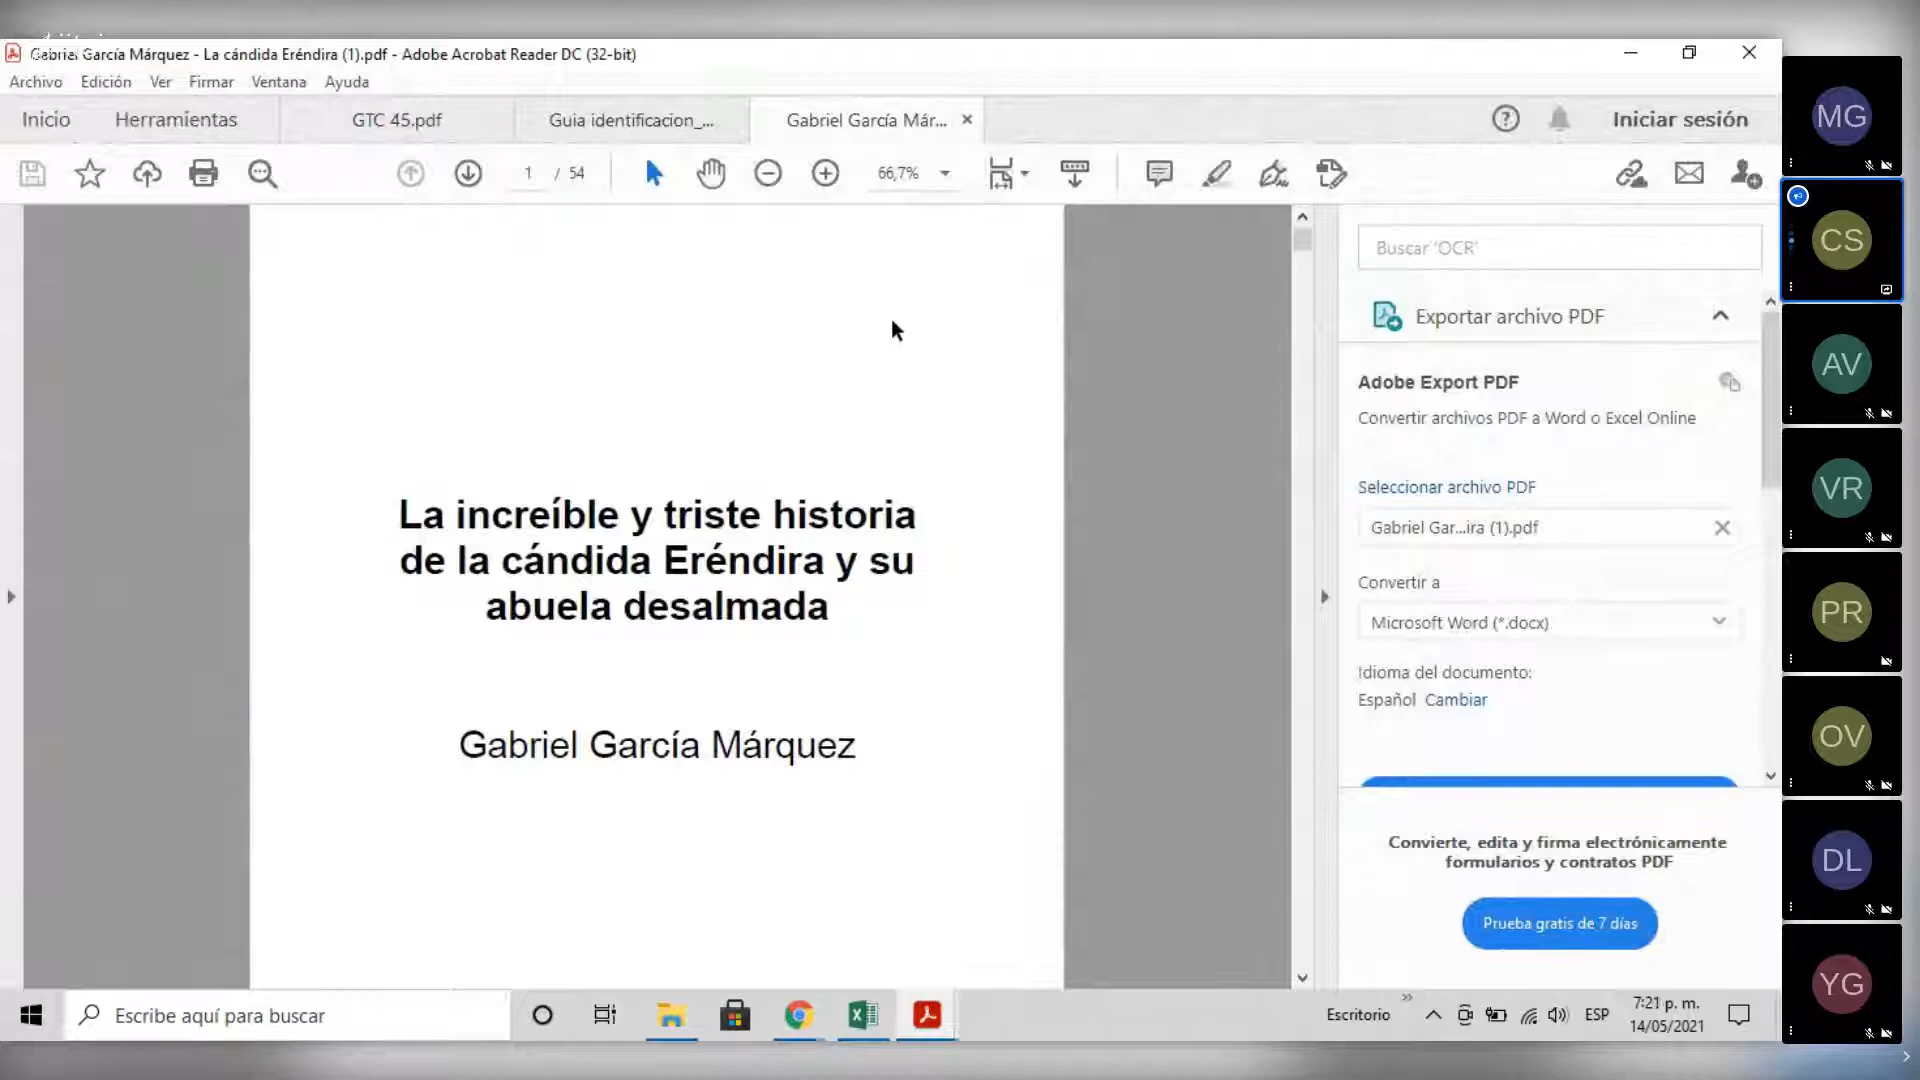 Gabriel García Márquez - La cándida Eréndira (1).pdf - Adobe Acrobat Reader DC (32-bit)
Archivo Edición Ver Firmar Ventana Ayuda
Inicio Herramientas GTC 45.pdf Guia identificacion_... Gabriel García Már... Iniciar sesión
1 / 54 66,7%
La increíble y triste historia
de la cándida Eréndira y su
abuela desalmada
Gabriel García Márquez
Buscar 'OCR'
Exportar archivo PDF
Adobe Export PDF
Convertir archivos PDF a Word o Excel Online
Seleccionar archivo PDF
Gabriel Gar...ira (1).pdf
Convertir a
Microsoft Word (*.docx)
Idioma del documento:
Español Cambiar
Convierte, edita y firma electrónicamente
formularios y contratos PDF
Prueba gratis de 7 días
MG
CS
AV
VR
PR
OV
DL
YG
Escribe aquí para buscar
Escritorio
ESP
7:21 p. m.
14/05/2021